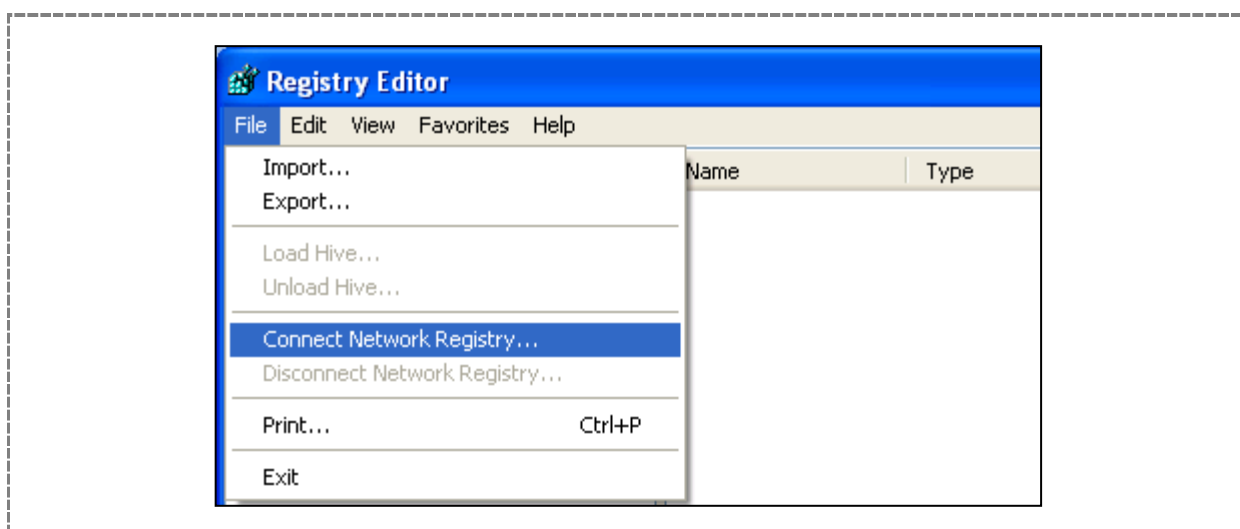 Registry Editor
File Edit View Favorites Help
Name Type
Import...
Export...
Load Hive...
Unload Hive...
Connect Network Registry...
Disconnect Network Registry...
Print... Ctrl+P
Exit